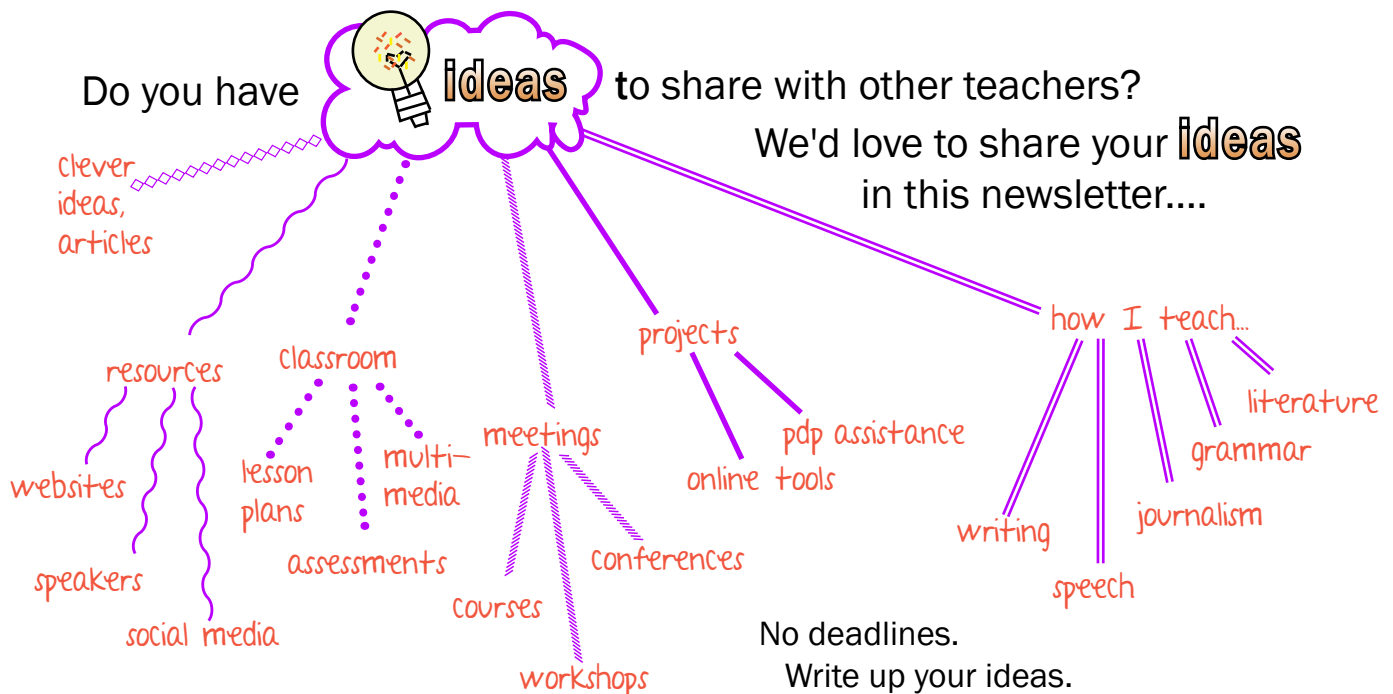 Do you have ideas to share with other teachers?
We'd love to share your ideas
in this newsletter....
clever
ideas,
articles
resources
websites
speakers
social media
classroom
lesson
plans
assessments
multi-
media
meetings
courses
workshops
conferences
projects
online tools
pdp assistance
how I teach...
writing
speech
journalism
grammar
literature
No deadlines.
Write up your ideas.